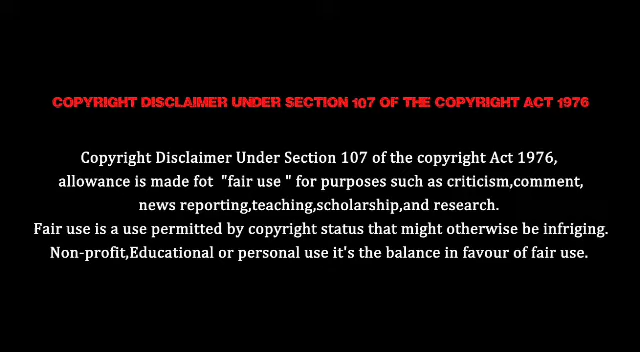 COPYRIGHT DISCLAIMER UNDER SECTION 107 OF THE COPYRIGHT ACT 1976
Copyright Disclaimer Under Section 107 of the copyright Act 1976,
allowance is made fot "fair use " for purposes such as criticism,comment,
news reporting,teaching,scholarship,and research.
Fair use is a use permitted by copyright status that might otherwise be infriging.
Non-profit,Educational or personal use it's the balance in favour of fair use.